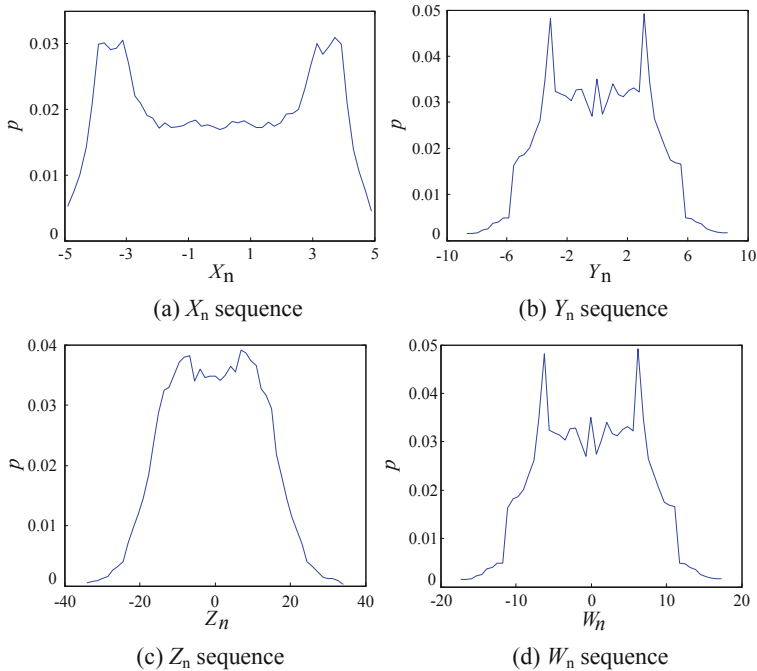 0.03
0.02
0.01
0
p
-5 -3 -1 1 3 5
Xn
(a) Xn sequence
0.05
0.04
0.03
0.02
0.01
0
p
-10 -6 -2 2 6 10
Yn
(b) Yn sequence
0.04
0.03
0.02
0.01
0
p
-40 -20 0 20 40
Zn
(c) Zn sequence
0.05
0.04
0.03
0.02
0.01
0
p
-20 -10 0 10 20
Wn
(d) Wn sequence